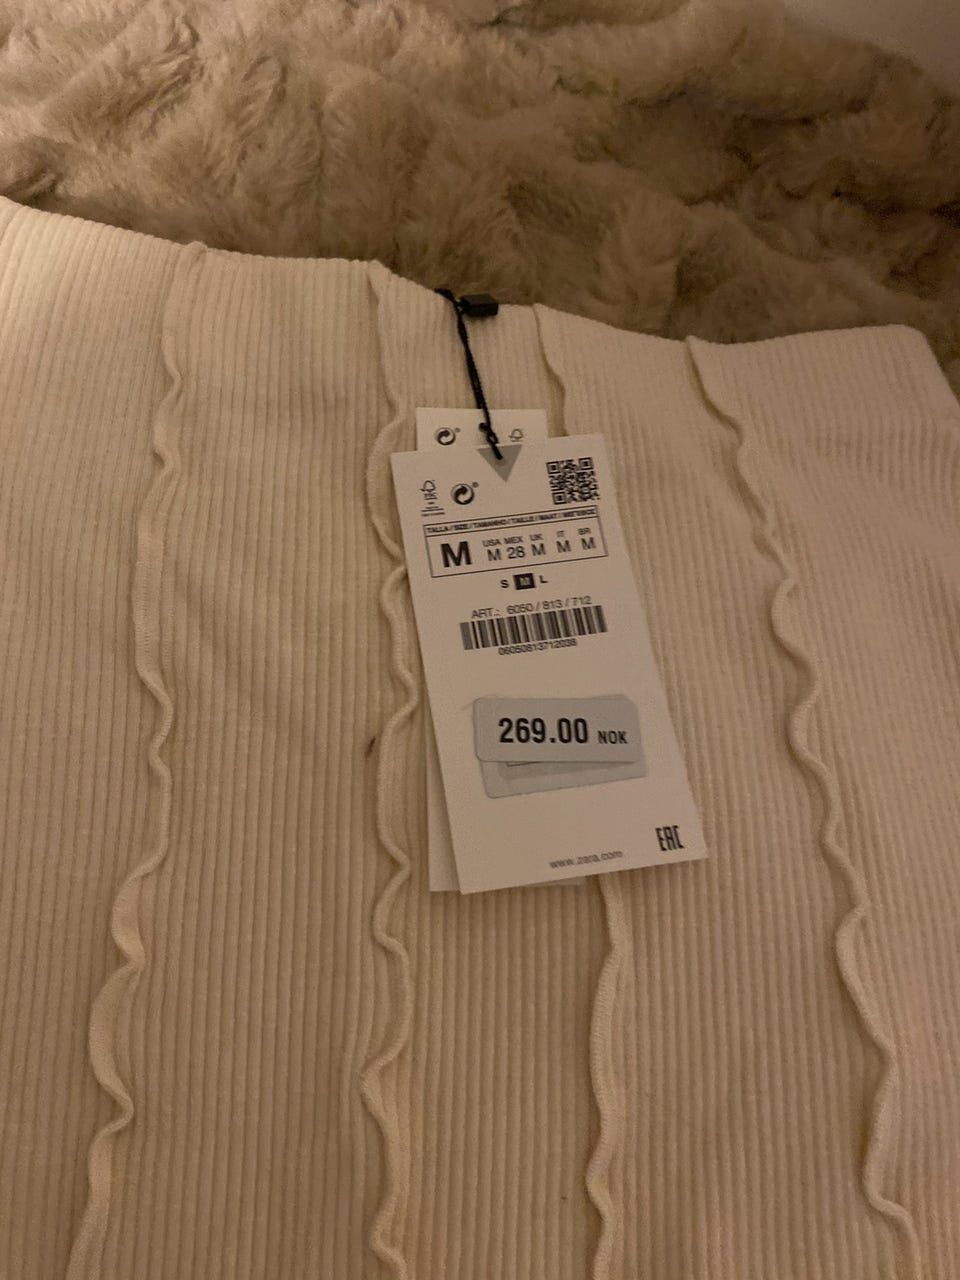 TALLA / SIZE / TAMANHO / TAILLE / MAAT / ΜΕΓΕΘΟΣ
M
USA MEX UK IT BR
M 28 M M M
S M L
ART.: 6050 / 813 / 712
06050813712038
269.00 NOK
EAC
www.zara.com